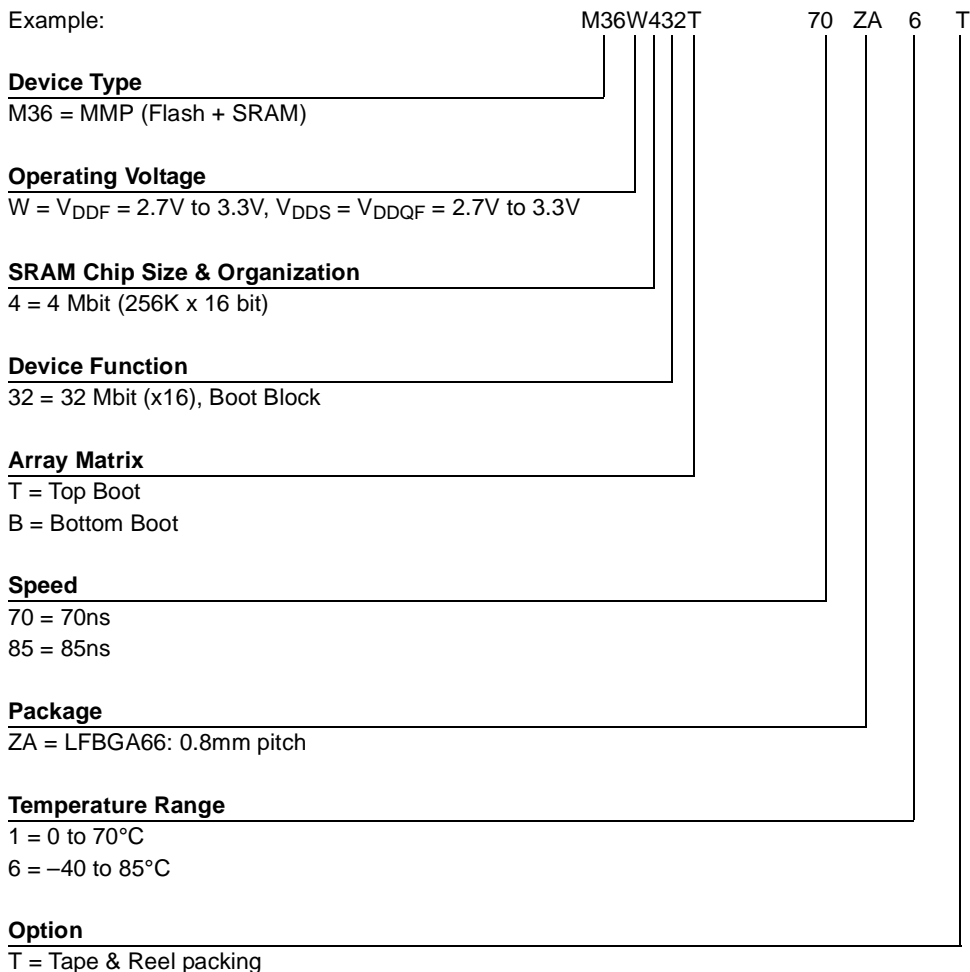 Example: M36W432T 70 ZA 6 T
Device Type
M36 = MMP (Flash + SRAM)
Operating Voltage
W = VDDF = 2.7V to 3.3V, VDDS = VDDQF = 2.7V to 3.3V
SRAM Chip Size & Organization
4 = 4 Mbit (256K x 16 bit)
Device Function
32 = 32 Mbit (x16), Boot Block
Array Matrix
T = Top Boot
B = Bottom Boot
Speed
70 = 70ns
85 = 85ns
Package
ZA = LFBGA66: 0.8mm pitch
Temperature Range
1 = 0 to 70°C
6 = –40 to 85°C
Option
T = Tape & Reel packing